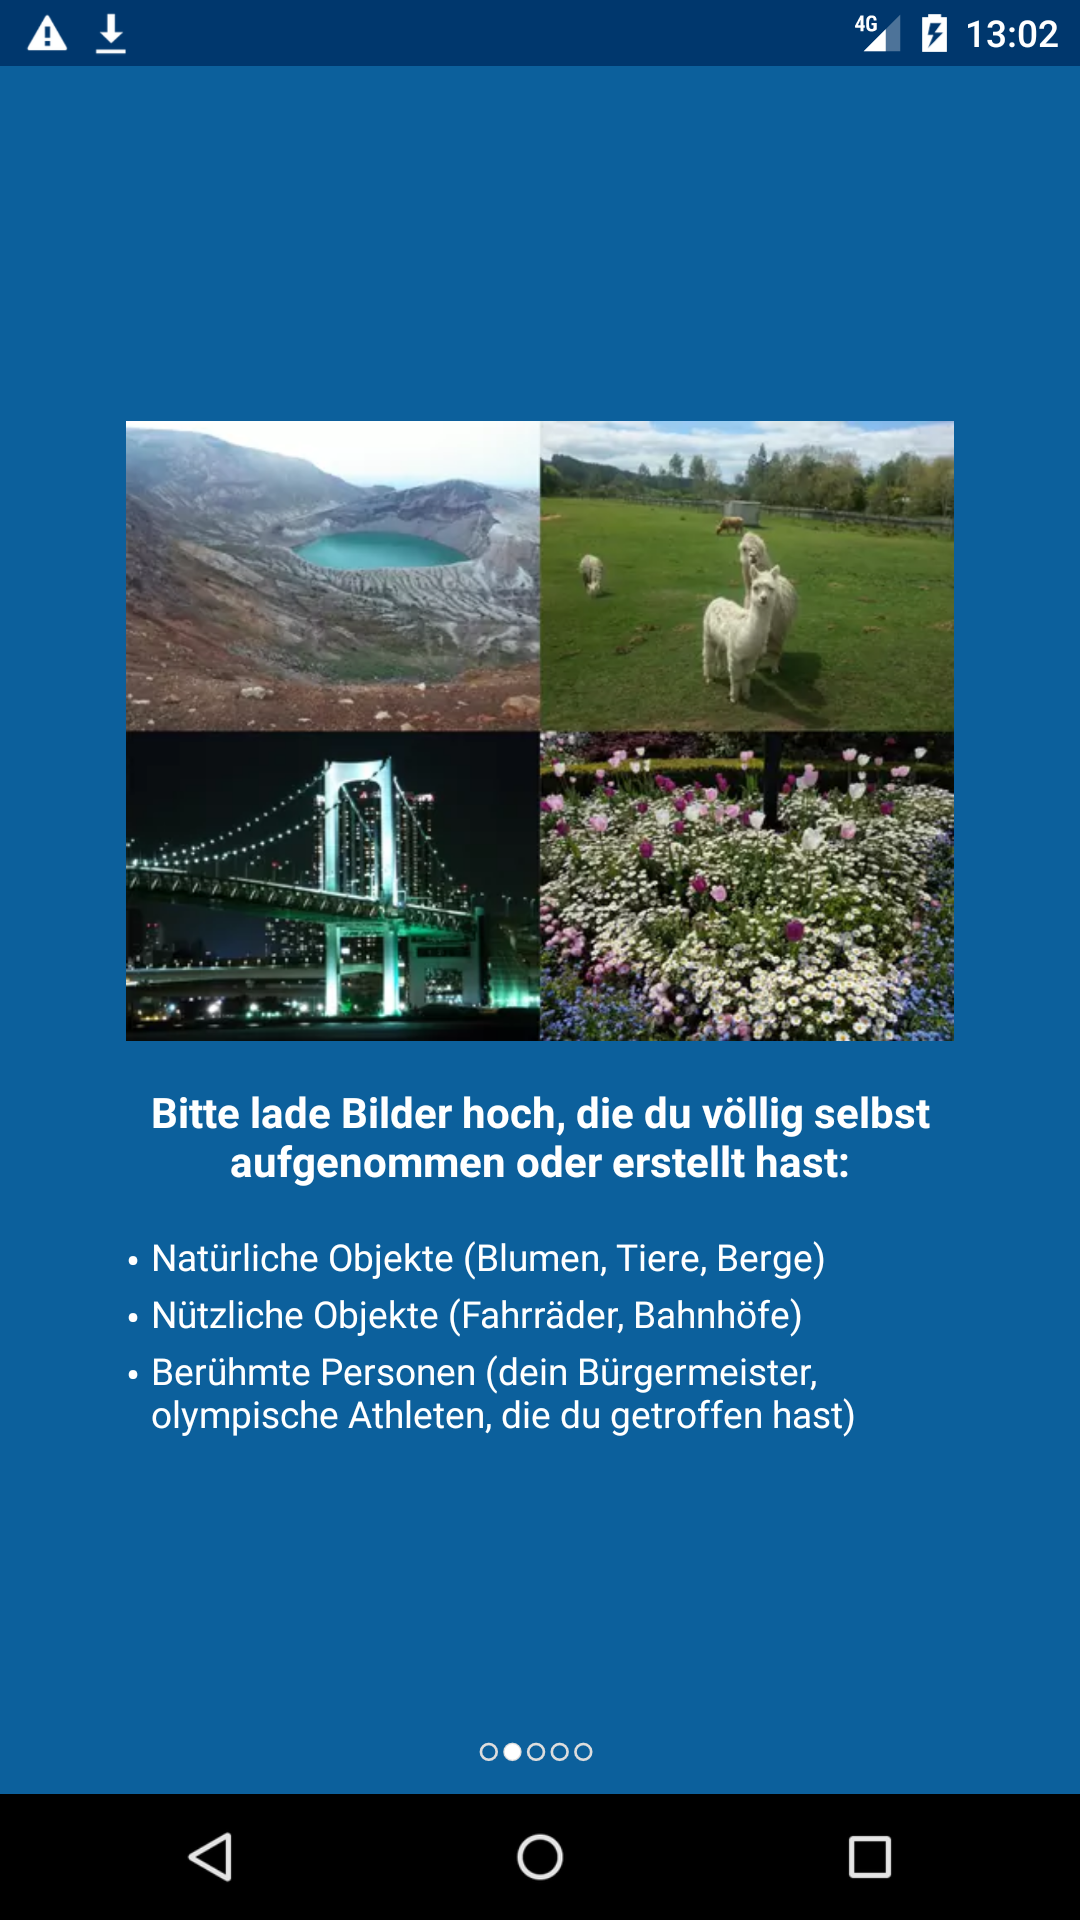 4G 13:02
Bitte lade Bilder hoch, die du völlig selbst
aufgenommen oder erstellt hast:
• Natürliche Objekte (Blumen, Tiere, Berge)
• Nützliche Objekte (Fahrräder, Bahnhöfe)
• Berühmte Personen (dein Bürgermeister,
olympische Athleten, die du getroffen hast)